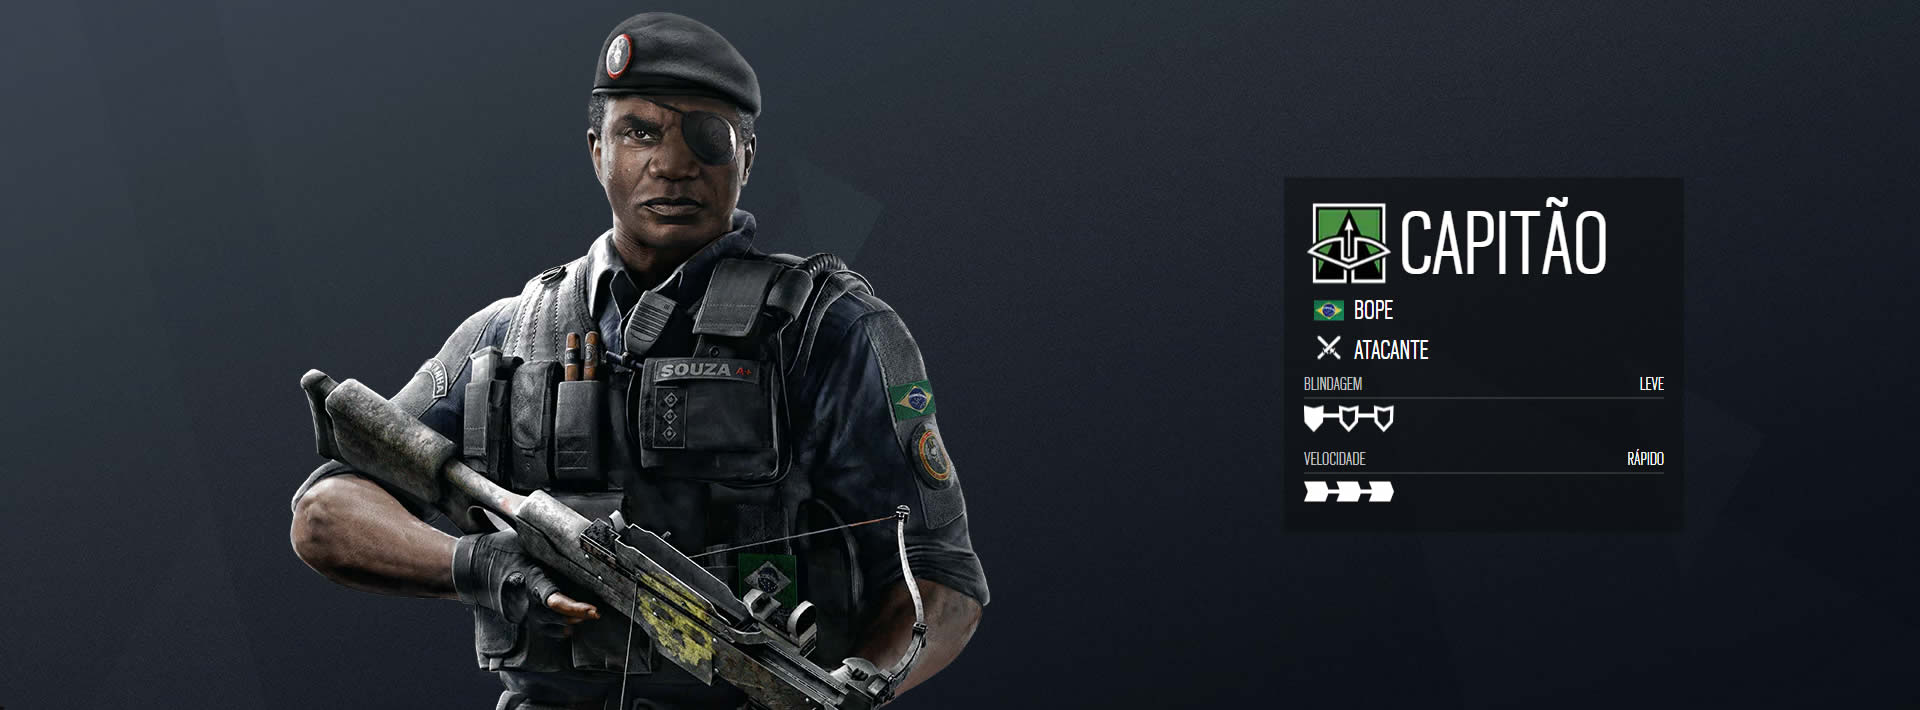 CAPITÃO
BOPE
ATACANTE
BLINDAGEM LEVE
VELOCIDADE RÁPIDO
SOUZA A+